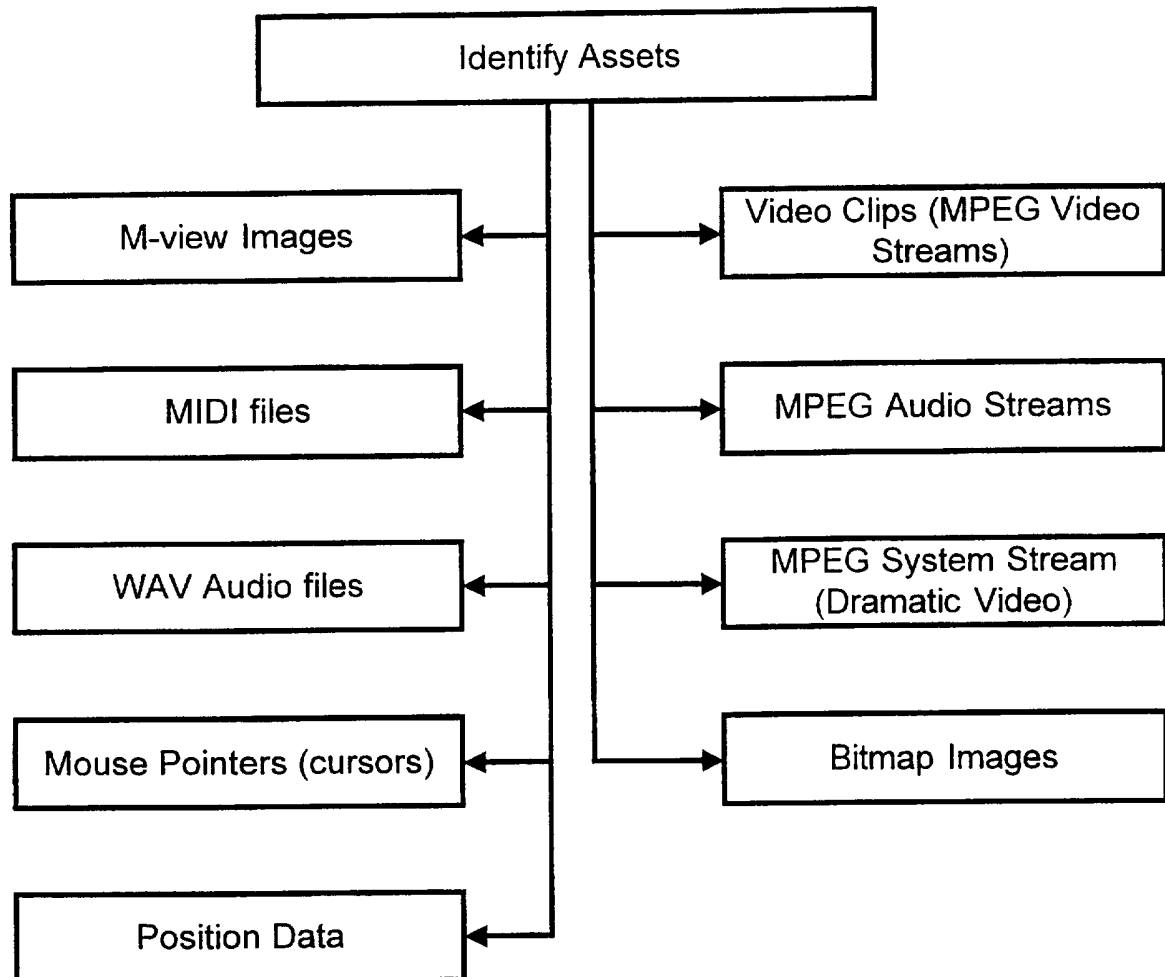 Identify Assets
M-view Images
Video Clips (MPEG Video
Streams)
MIDI files
MPEG Audio Streams
WAV Audio files
MPEG System Stream
(Dramatic Video)
Mouse Pointers (cursors)
Bitmap Images
Position Data